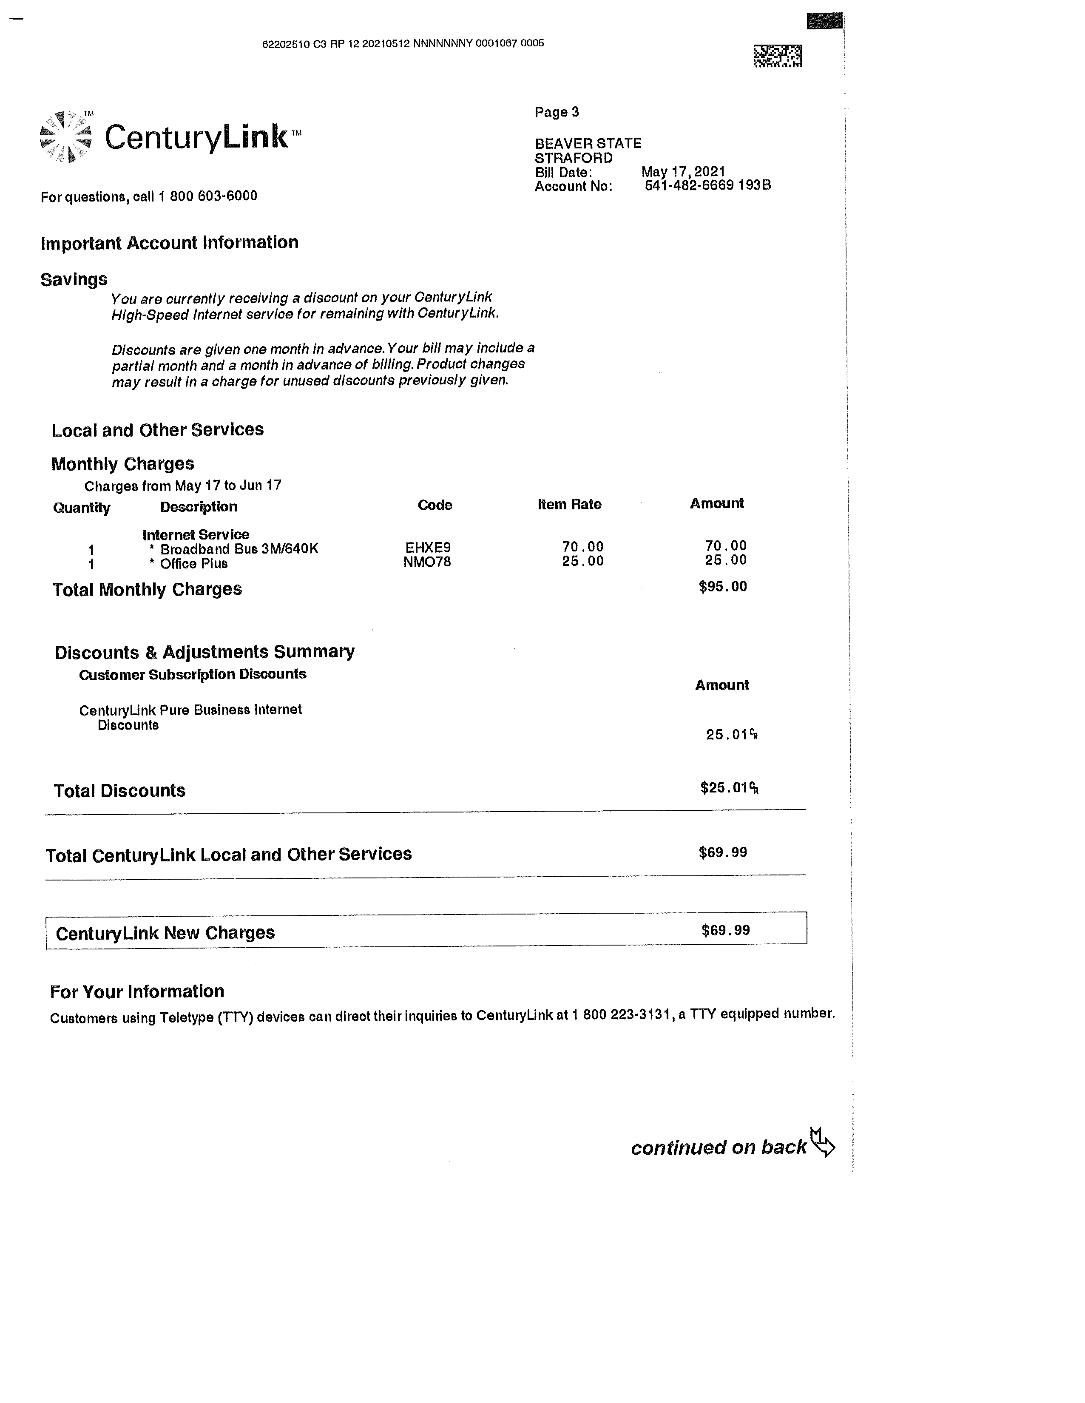 62202510 C3 RP 12 20210512 NNNNNNNY 0001067 0005
CenturyLink™
Page 3
BEAVER STATE
STRAFORD
Bill Date: May 17, 2021
Account No: 541-482-6669 193B
For questions, call 1 800 603-6000
Important Account Information
Savings
You are currently receiving a discount on your CenturyLink
High-Speed Internet service for remaining with CenturyLink.
Discounts are given one month in advance. Your bill may include a
partial month and a month in advance of billing. Product changes
may result in a charge for unused discounts previously given.
Local and Other Services
Monthly Charges
Charges from May 17 to Jun 17
Quantity Description Code Item Rate Amount
Internet Service
1 * Broadband Bus 3M/640K EHXE9 70.00 70.00
1 * Office Plus NMO78 25.00 25.00
Total Monthly Charges $95.00
Discounts & Adjustments Summary
Customer Subscription Discounts
Amount
CenturyLink Pure Business Internet
Discounts
25.01CR
Total Discounts $25.01CR
Total CenturyLink Local and Other Services $69.99
CenturyLink New Charges $69.99
For Your Information
Customers using Teletype (TTY) devices can direct their inquiries to CenturyLink at 1 800 223-3131, a TTY equipped number.
continued on back